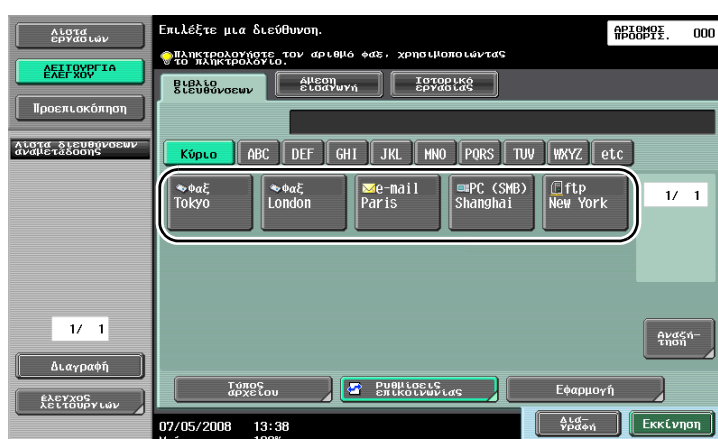 Λίστα
εργασιών
ΛΕΙΤΟΥΡΓΙΑ
ΕΛΕΓΧΟΥ
Προεπισκόπηση
Λίστα διευθύνσεων
αναμετάδοσης
1/ 1
Διαγραφή
έλεγχος
λειτουργιών
Επιλέξτε μια διεύθυνση.
Πληκτρολογήστε τον αριθμό φαξ, χρησιμοποιώντας
το πληκτρολόγιο.
ΑΡΙΘΜΟΣ
ΠΡΟΟΡΙΣ. 000
Βιβλίο
διευθύνσεων
Άμεση
εισαγωγή
Ιστορικό
εργασίας
Κύριο ABC DEF GHI JKL MNO PQRS TUV WXYZ etc
Φαξ
Tokyo
Φαξ
London
e-mail
Paris
PC (SMB)
Shanghai
ftp
New York
1/ 1
Αναζή-
τηση
Τύπος
αρχείου
Ρυθμίσεις
επικοινωνίας
Εφαρμογή
07/05/2008 13:38
Δια-
γραφή
Εκκίνηση